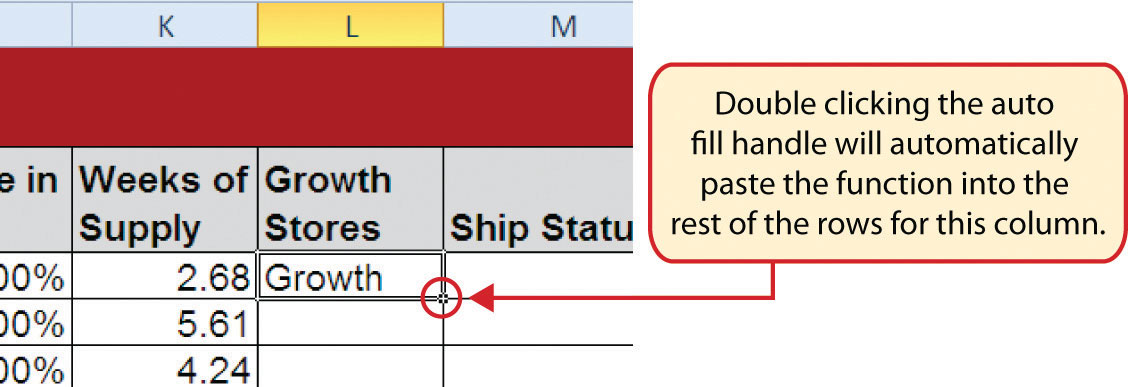 K L M
Double clicking the auto
fill handle will automatically
paste the function into the
rest of the rows for this column.
e in Weeks of Growth
Supply Stores Ship Statu
00% 2.68 Growth
00% 5.61
00% 4.24